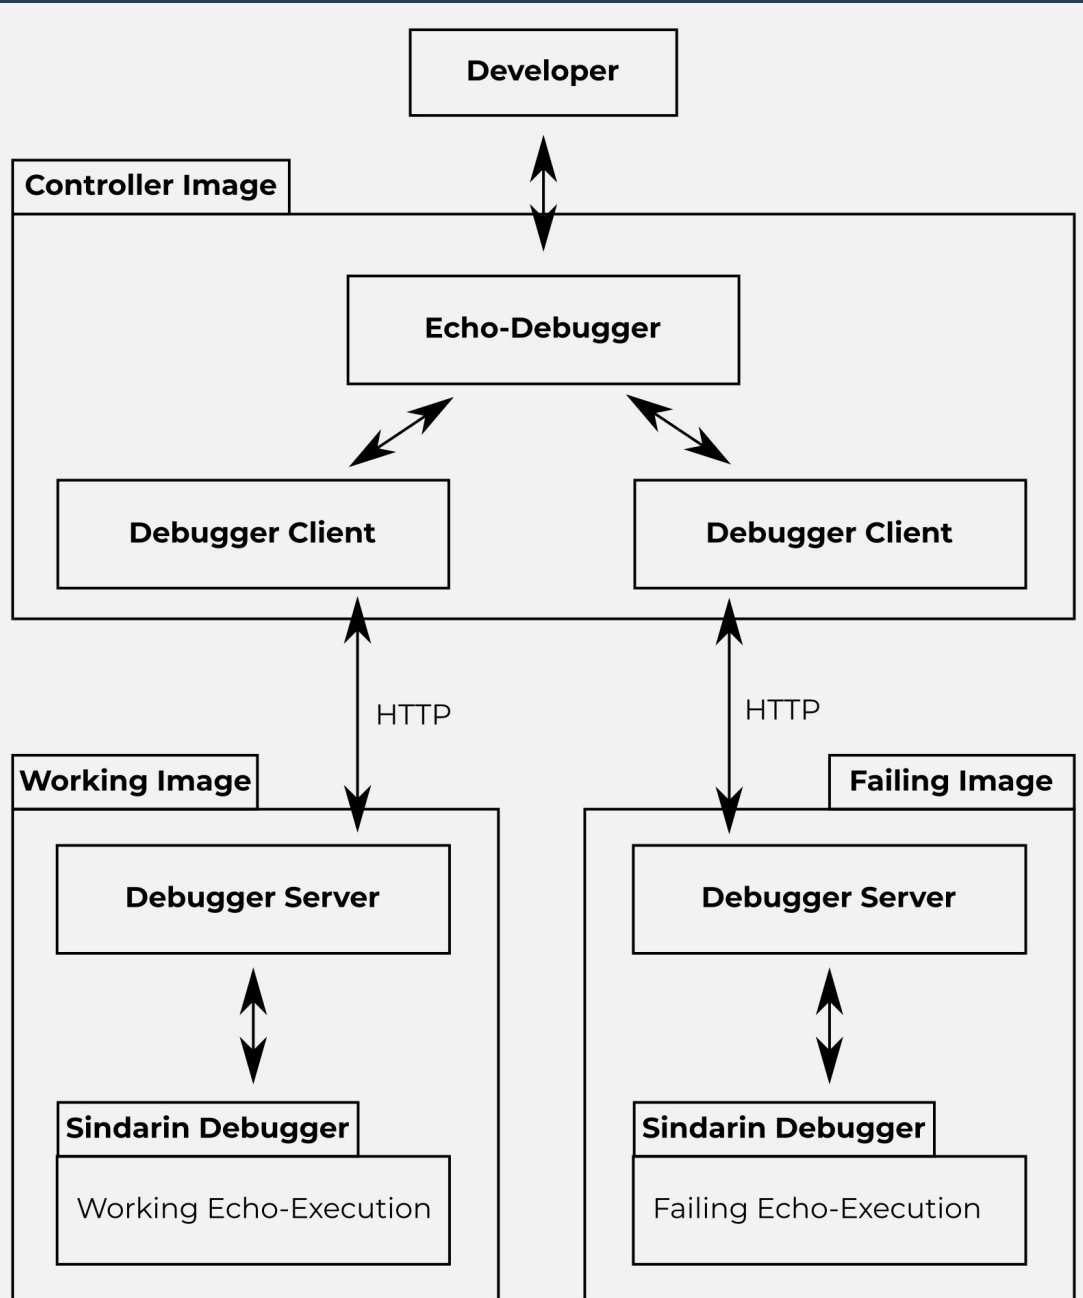 Developer
Controller Image
Echo-Debugger
Debugger Client
Debugger Client
HTTP
HTTP
Working Image
Failing Image
Debugger Server
Debugger Server
Sindarin Debugger
Sindarin Debugger
Working Echo-Execution
Failing Echo-Execution